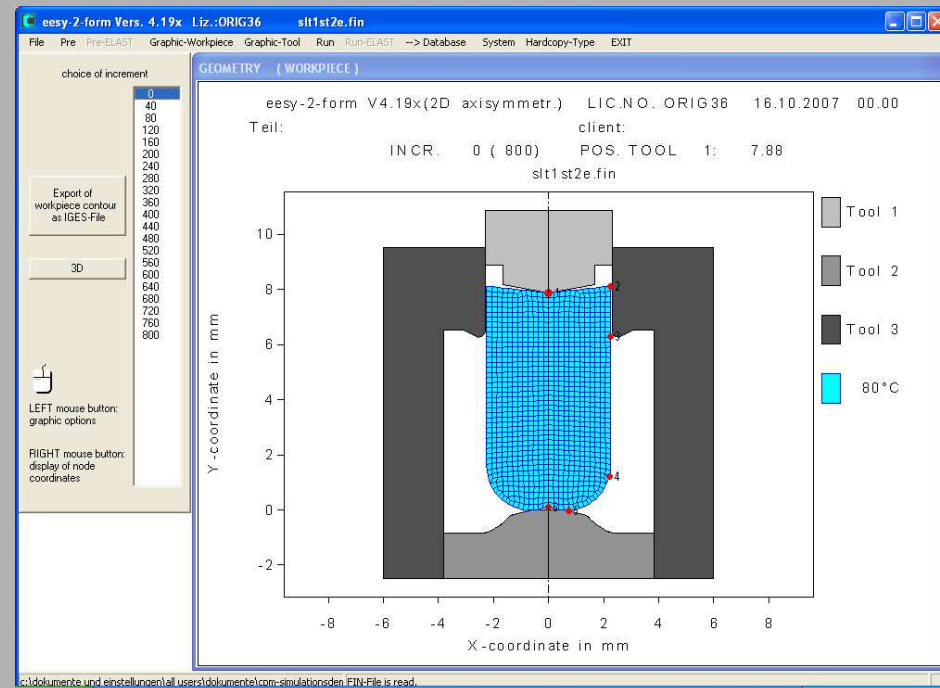 eesy-2-form Vers. 4.19x Liz.:ORIG36 slt1st2e.fin
File Pre Pre-ELAST Graphic-Workpiece Graphic-Tool Run Run-ELAST --> Database System Hardcopy-Type EXIT
choice of increment
0
40
80
120
160
200
240
280
320
360
400
440
480
520
560
600
640
680
720
760
800
Export of
workpiece contour
as IGES-File
3D
LEFT mouse button:
graphic options
RIGHT mouse button:
display of node
coordinates
GEOMETRY ( WORKPIECE )
eesy-2-form V4.19x(2D axisymmetr.) LIC.NO. ORIG36 16.10.2007 00.00
Teil: client:
INCR. 0 ( 800) POS. TOOL 1: 7.88
slt1st2e.fin
Y-coordinate in mm
10
8
6
4
2
0
-2
1
2
3
4
-8 -6 -4 -2 0 2 4 6 8
X-coordinate in mm
Tool 1
Tool 2
Tool 3
80°C
c:\dokumente und einstellungen\all users\dokumente\cpm-simulationsden FIN-File is read.